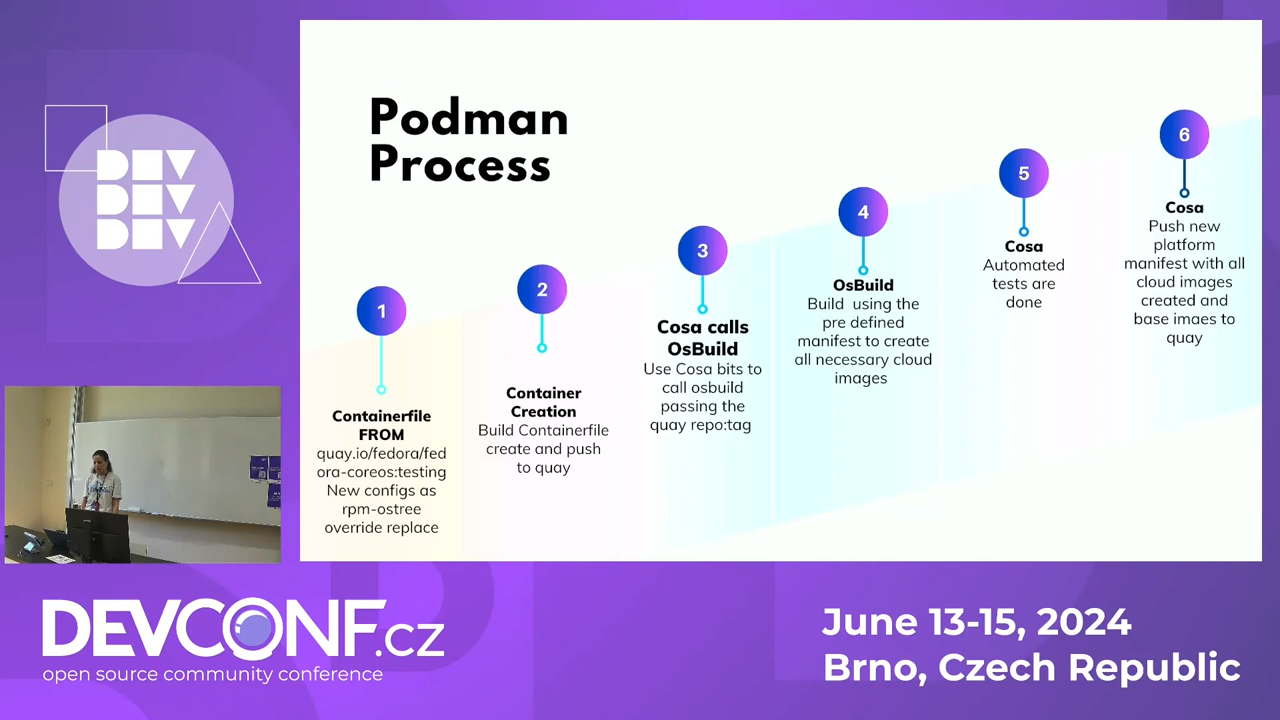 DEV
DEV
DEV
Podman
Process
1
Containerfile
FROM
quay.io/fedora/fed
ora-coreos:testing
New configs as
rpm-ostree
override replace
2
Container
Creation
Build Containerfile
create and push
to quay
3
Cosa calls
OsBuild
Use Cosa bits to
call osbuild
passing the
quay repo:tag
4
OsBuild
Build using the
pre defined
manifest to create
all necessary cloud
images
5
Cosa
Automated
tests are
done
6
Cosa
Push new
platform
manifest with all
cloud images
created and
base imaes to
quay
DEVCONF.cz
open source community conference
June 13-15, 2024
Brno, Czech Republic